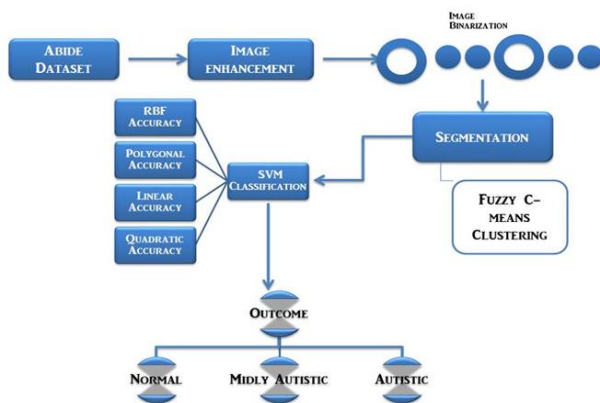 IMAGE
BINARIZATION
ABIDE
DATASET
IMAGE
ENHANCEMENT
RBF
ACCURACY
POLYGONAL ACCURACY
LINEAR
ACCURACY
QUADRATIC ACCURACY
SVM
CLASSIFICATION
SEGMENTATION
FUZZY C-
MEANS
CLUSTERING
OUTCOME
NORMAL
MIDLY AUTISTIC
AUTISTIC